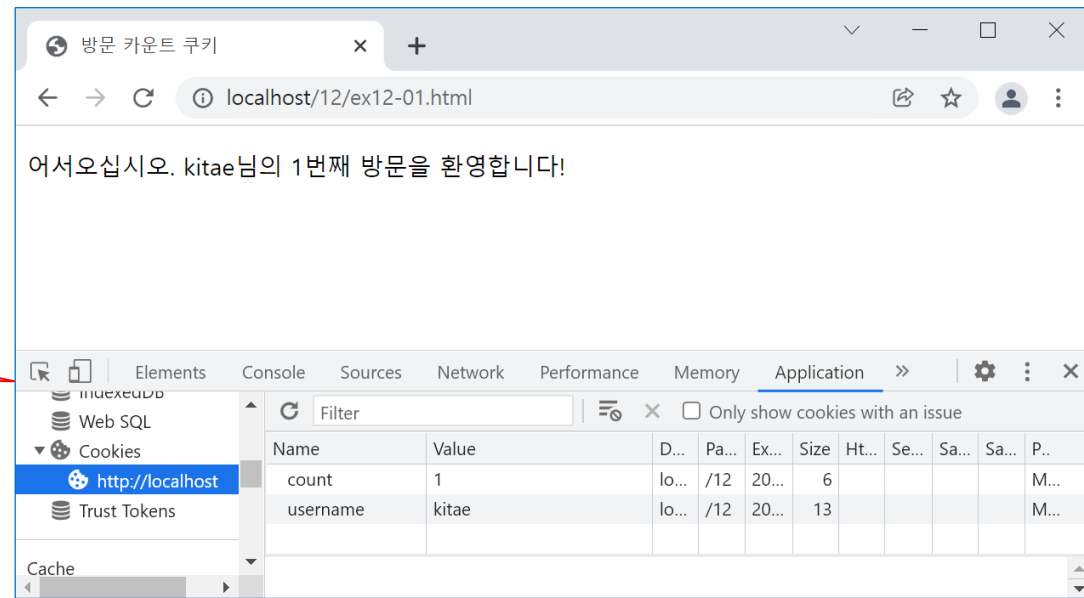 방문 카운트 쿠키
localhost/12/ex12-01.html
어서오십시오. kitae님의 1번째 방문을 환영합니다!
Elements Console Sources Network Performance Memory Application
IndexedDB
Web SQL
Cookies
http://localhost
Trust Tokens
Cache
Filter Only show cookies with an issue
Name Value D... Pa... Ex... Size Ht... Se... Sa... Sa... P..
count 1 lo... /12 20... 6 M...
username kitae lo... /12 20... 13 M...